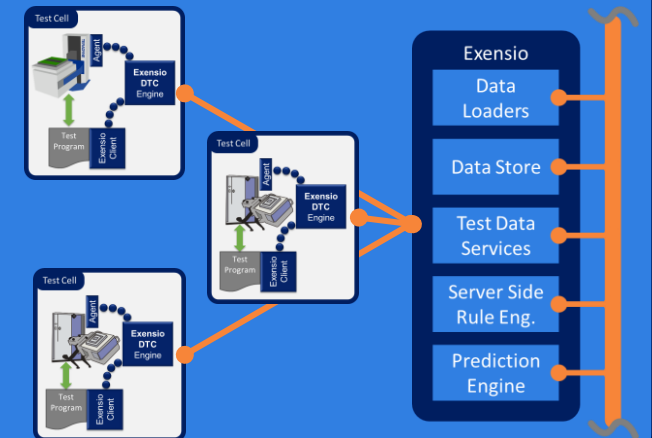 Test Cell
Agent
Exensio
DTC
Engine
Test
Program
Exensio
Client
Test Cell
Agent
Exensio
DTC
Engine
Test
Program
Exensio
Client
Test Cell
Agent
Exensio
DTC
Engine
Test
Program
Exensio
Client
Exensio
Data
Loaders
Data Store
Test Data
Services
Server Side
Rule Eng.
Prediction
Engine